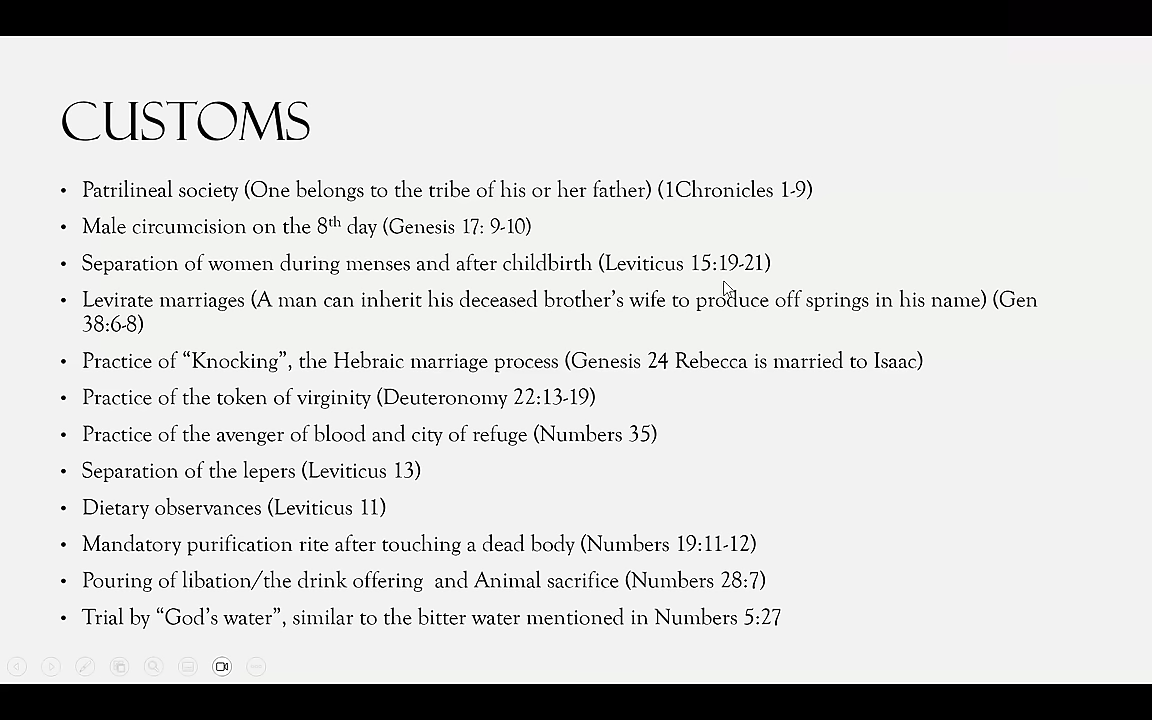 CUSTOMS
• Patrilineal society (One belongs to the tribe of his or her father) (1Chronicles 1-9)
• Male circumcision on the 8th day (Genesis 17: 9-10)
• Separation of women during menses and after childbirth (Leviticus 15:19-21)
• Levirate marriages (A man can inherit his deceased brother's wife to produce off springs in his name) (Gen
38:6-8)
• Practice of “Knocking”, the Hebraic marriage process (Genesis 24 Rebecca is married to Isaac)
• Practice of the token of virginity (Deuteronomy 22:13-19)
• Practice of the avenger of blood and city of refuge (Numbers 35)
• Separation of the lepers (Leviticus 13)
• Dietary observances (Leviticus 11)
• Mandatory purification rite after touching a dead body (Numbers 19:11-12)
• Pouring of libation/the drink offering  and Animal sacrifice (Numbers 28:7)
• Trial by “God's water”, similar to the bitter water mentioned in Numbers 5:27